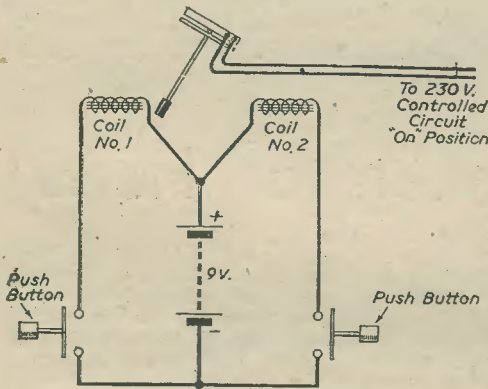 To 230 V.
Controlled
Circuit
"On" Position
Coil
No. 1
Coil
No. 2
+
9V.
-
Push
Button
Push Button